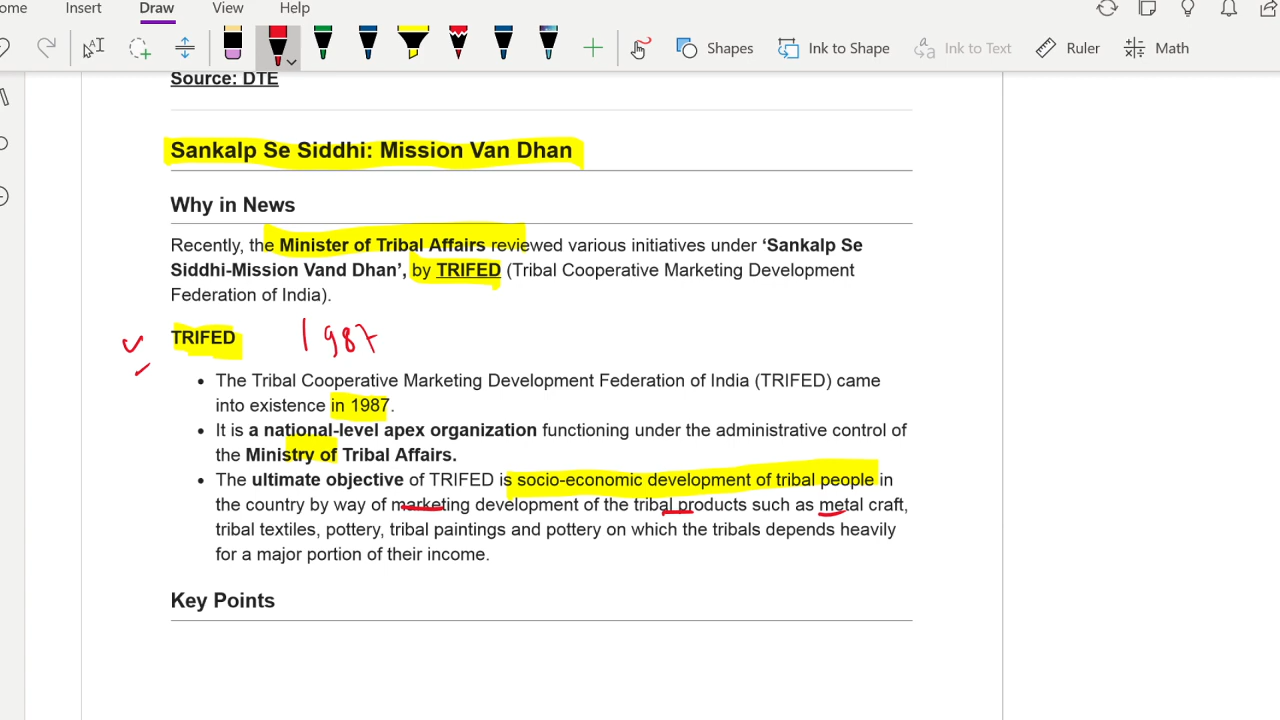 ome Draw View Help
Insert
Shapes Ink to Shape Ink to Text Ruler Math
Source: DTE
Sankalp Se Siddhi: Mission Van Dhan
Why in News
Recently, the Minister of Tribal Affairs reviewed various initiatives under ‘Sankalp Se
Siddhi-Mission Vand Dhan’, by TRIFED (Tribal Cooperative Marketing Development
Federation of India).
TRIFED 1987
• The Tribal Cooperative Marketing Development Federation of India (TRIFED) came
into existence in 1987.
• It is a national-level apex organization functioning under the administrative control of
the Ministry of Tribal Affairs.
• The ultimate objective of TRIFED is socio-economic development of tribal people in
the country by way of marketing development of the tribal products such as metal craft,
tribal textiles, pottery, tribal paintings and pottery on which the tribals depends heavily
for a major portion of their income.
Key Points